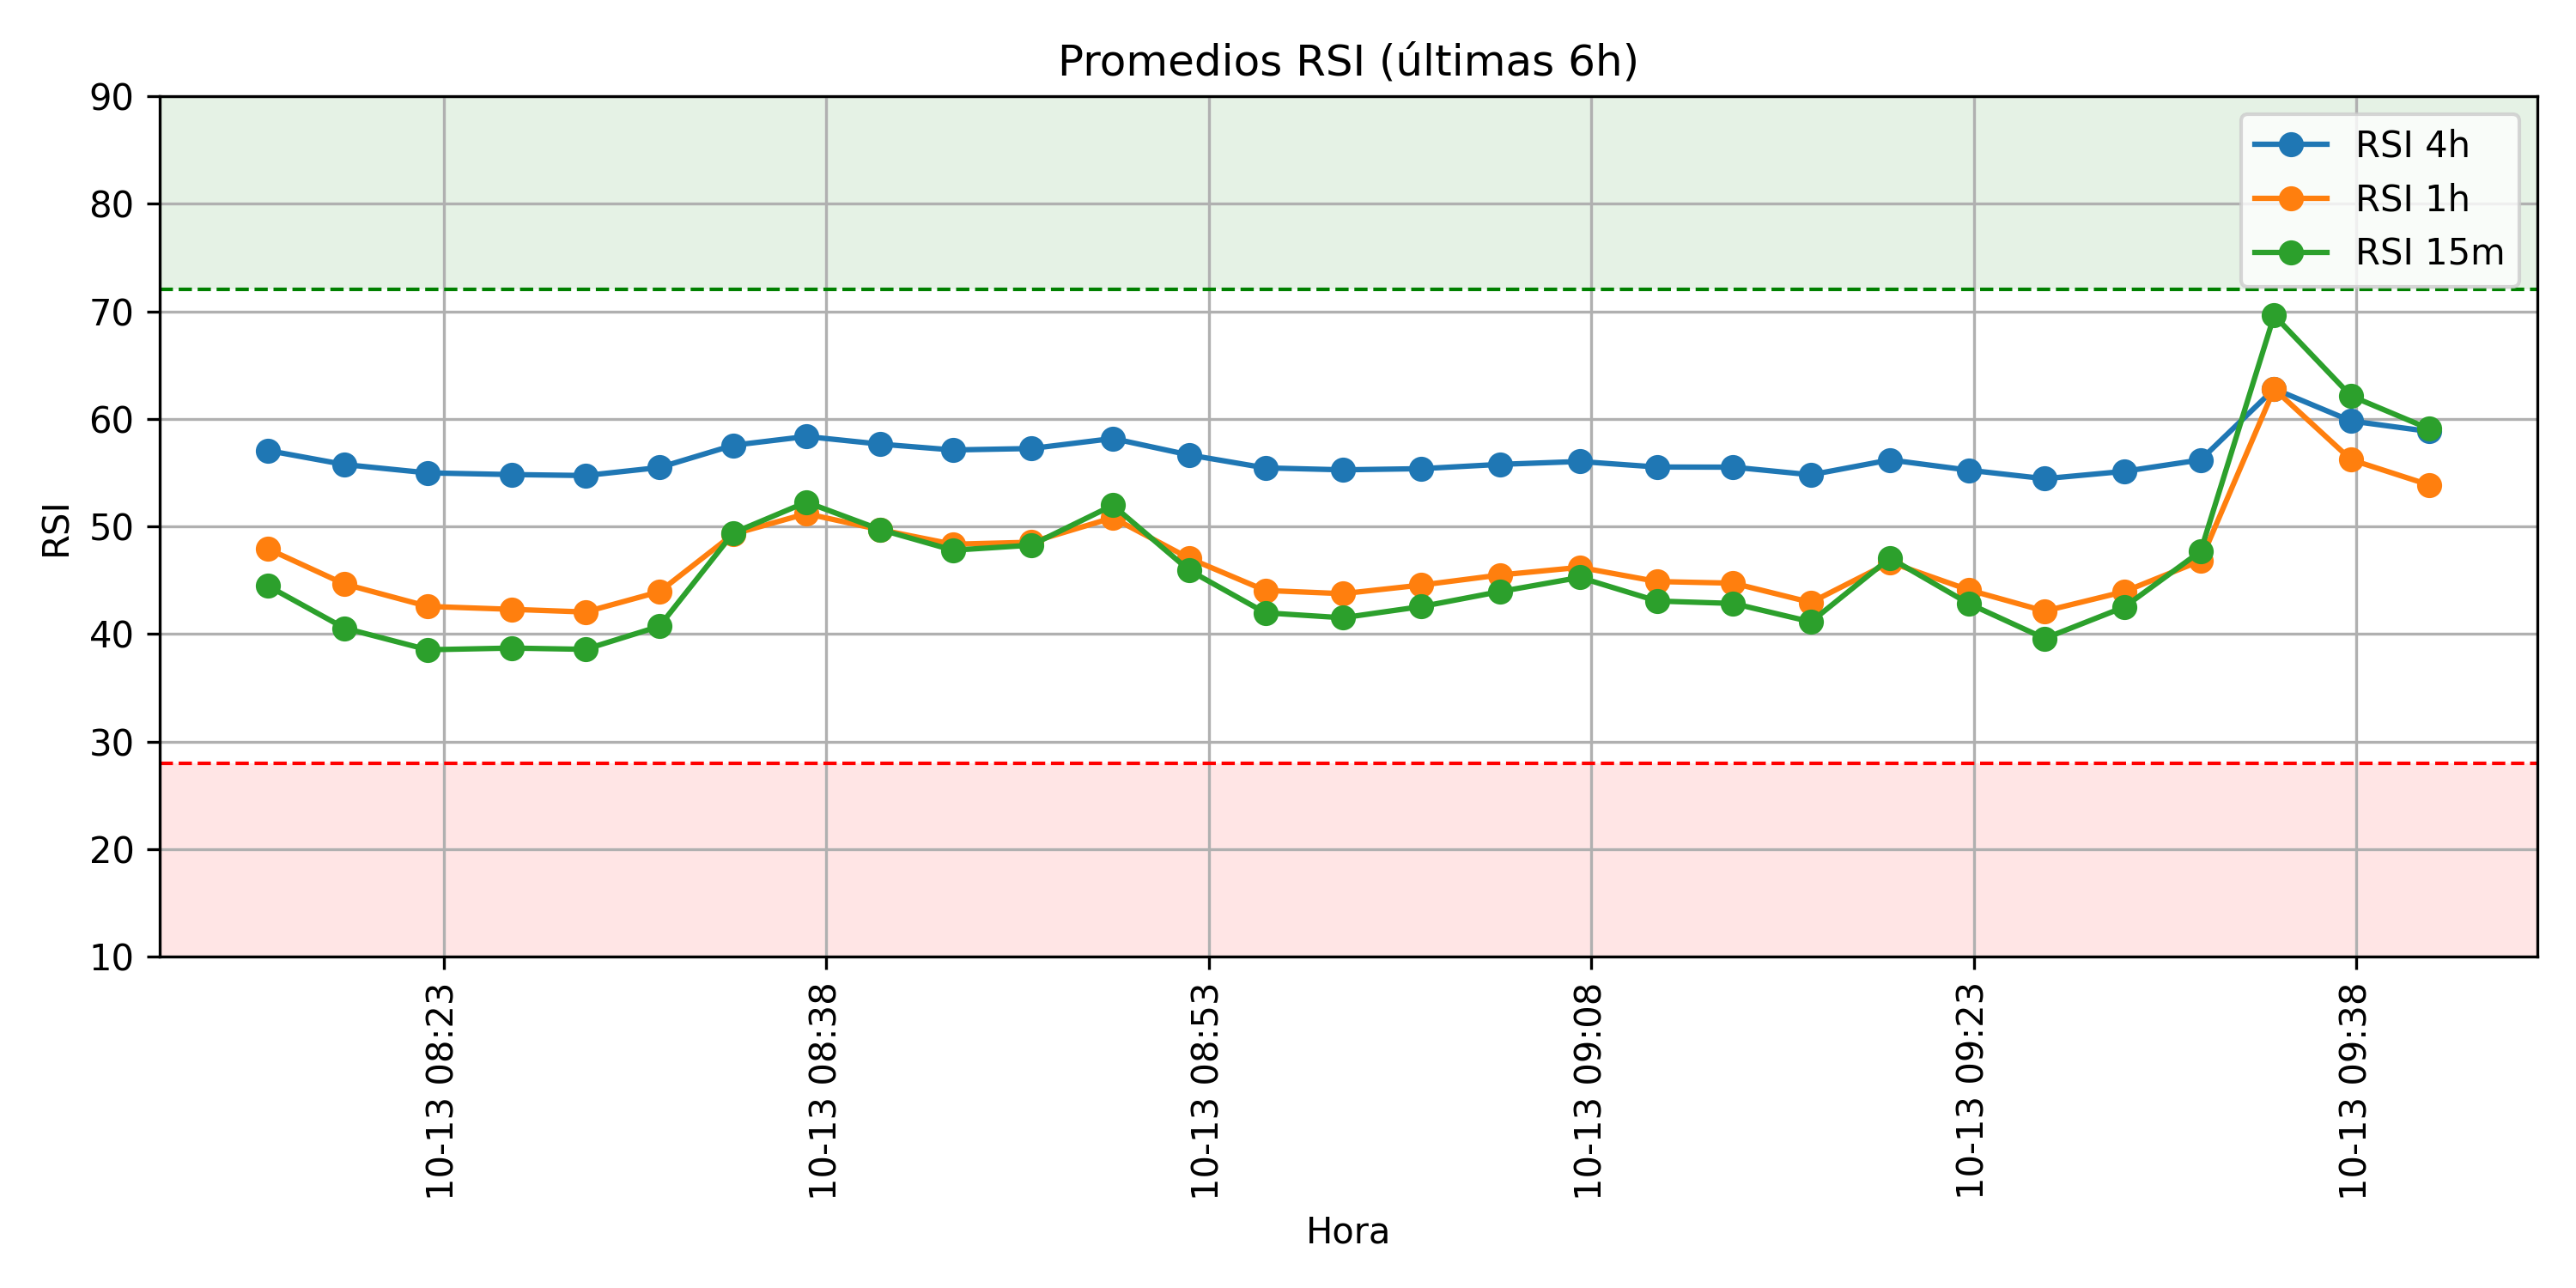 Promedios RSI (últimas 6h)
90
80
70
60
50
40
30
20
10
RSI
RSI 4h
RSI 1h
RSI 15m
10-13 08:23
10-13 08:38
10-13 08:53
10-13 09:08
10-13 09:23
10-13 09:38
Hora